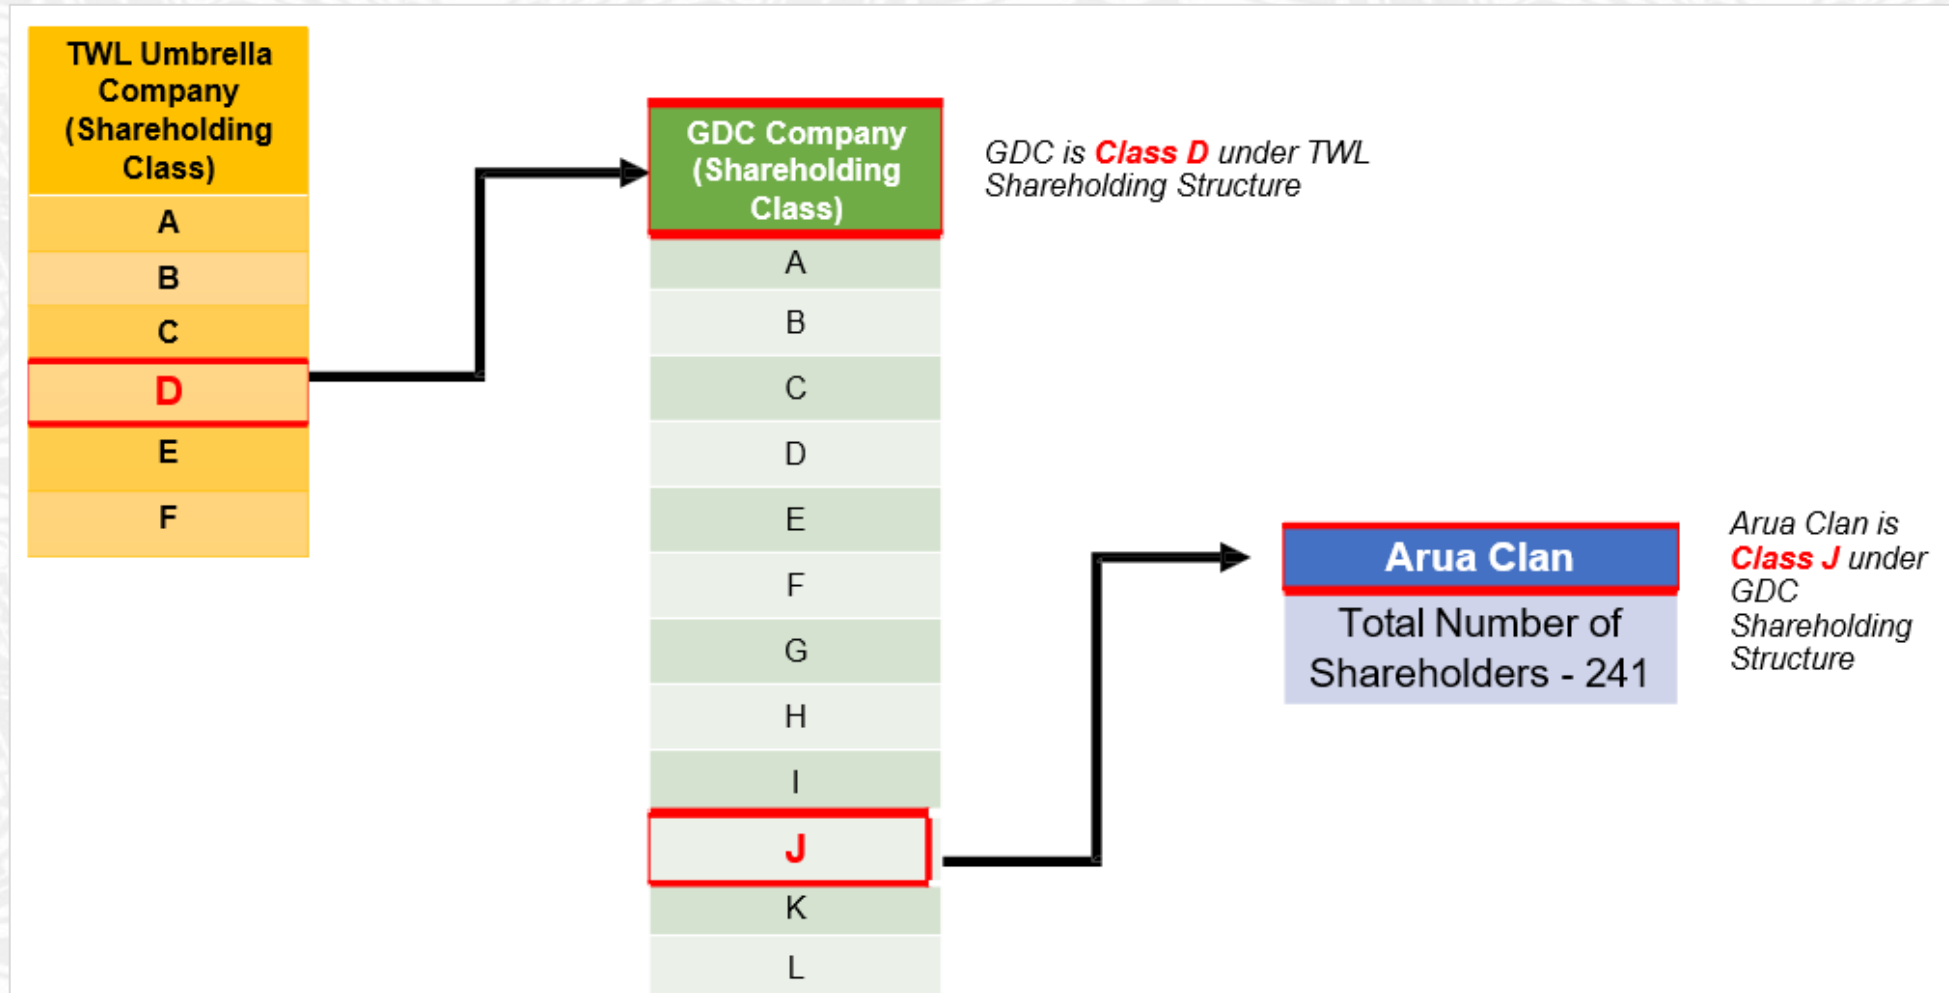 TWL Umbrella
Company
(Shareholding
Class)
A
B
C
D
E
F
GDC Company
(Shareholding
Class)
A
B
C
D
E
F
G
H
I
J
K
L
GDC is Class D under TWL
Shareholding Structure
Arua Clan
Total Number of
Shareholders - 241
Arua Clan is
Class J under
GDC
Shareholding
Structure